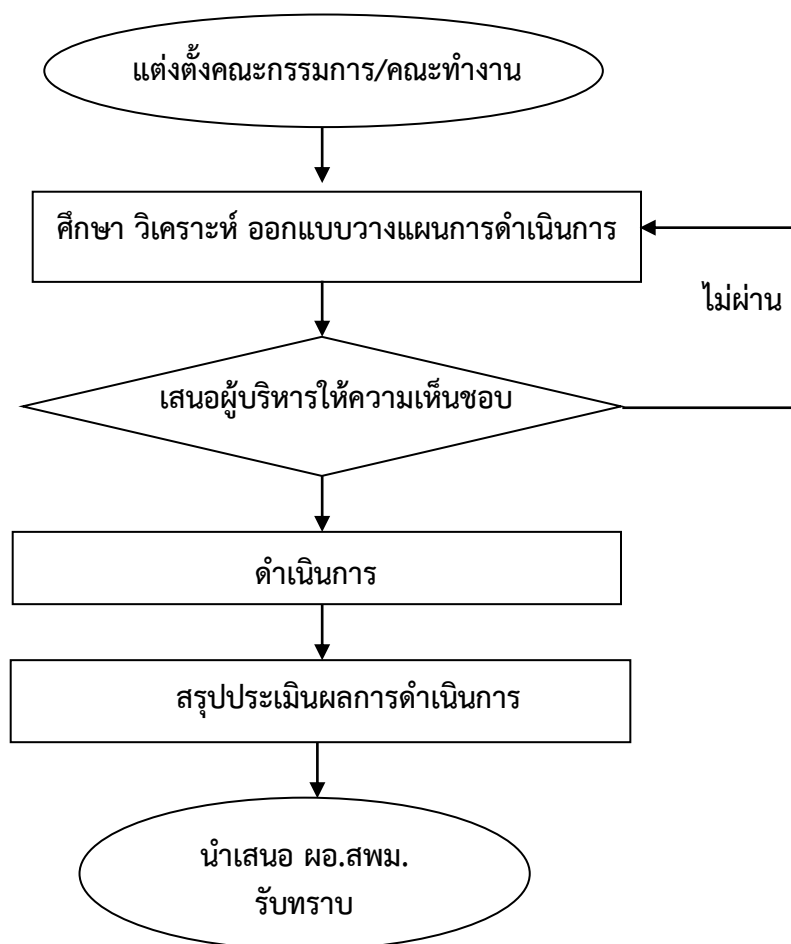 แต่งตั้งคณะกรรมการ/คณะทำงาน
ศึกษา วิเคราะห์ ออกแบบวางแผนการดำเนินการ
ไม่ผ่าน
เสนอผู้บริหารให้ความเห็นชอบ
ดำเนินการ
สรุปประเมินผลการดำเนินการ
นำเสนอ ผอ.สพม.
รับทราบ